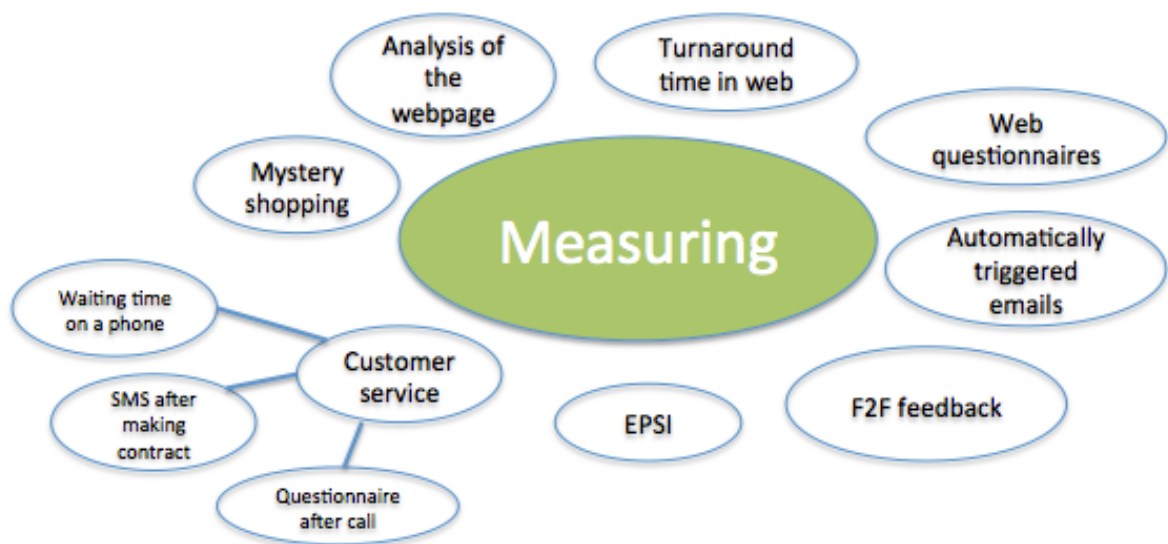 Analysis of
the
webpage
Turnaround
time in web
Web
questionnaires
Mystery
shopping
Measuring
Automatically
triggered
emails
Waiting time
on a phone
Customer
service
SMS after
making
contract
EPSI
F2F feedback
Questionnaire
after call